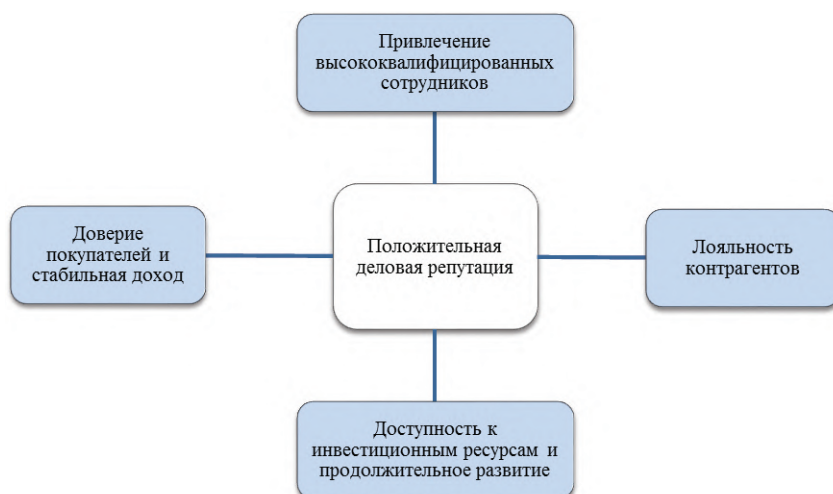 Привлечение
высококвалифицированных
сотрудников
Доверие
покупателей и
стабильная доход
Положительная
деловая репутация
Лояльность
контрагентов
Доступность к
инвестиционным ресурсам и
продолжительное развитие